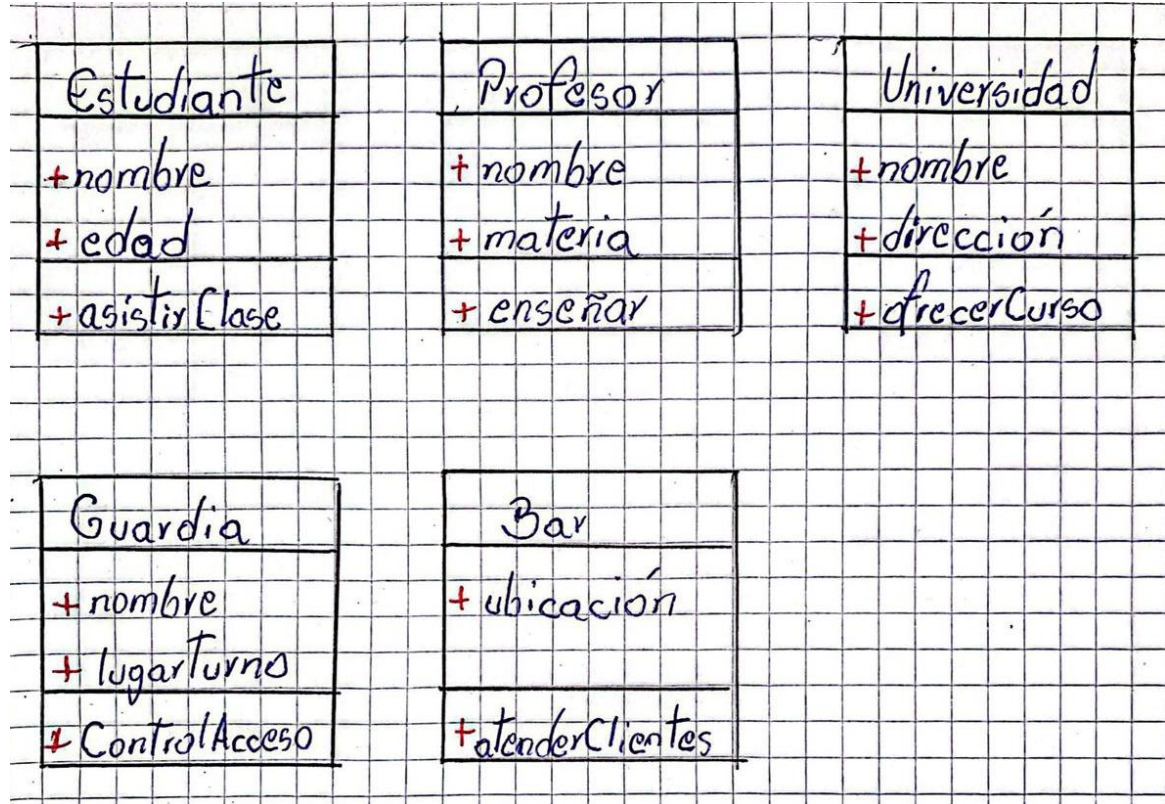 Estudiante
+nombre
+ edad
+asistirClase
Profesor
+ nombre
+ materia
+ enseñar
Universidad
+nombre
+dirección
+ofrecerCurso
Guardia
+ nombre
+ lugarTurno
+ ControlAcceso
Bar
+ ubicación
+atenderClientes